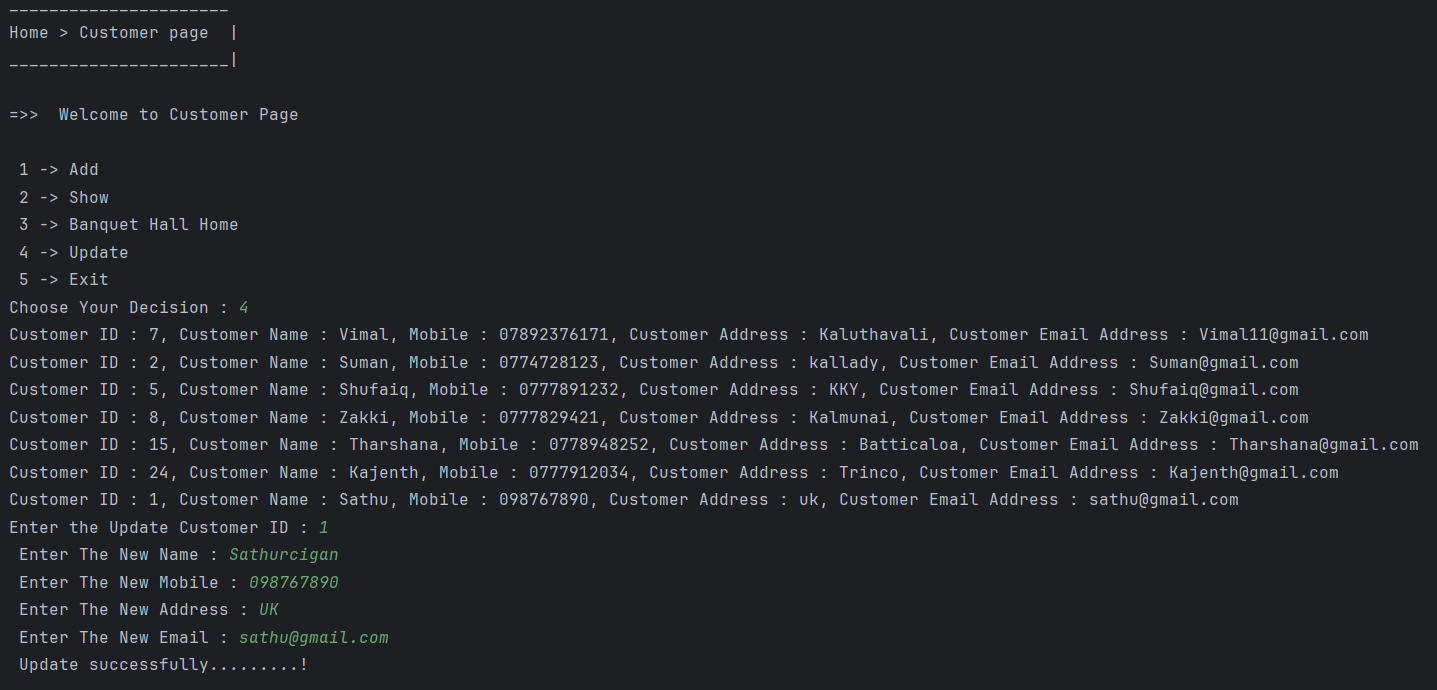 ______________________
Home > Customer page  |
______________________|
=>>  Welcome to Customer Page
 1 -> Add
 2 -> Show
 3 -> Banquet Hall Home
 4 -> Update
 5 -> Exit
Choose Your Decision : 4
Customer ID : 7, Customer Name : Vimal, Mobile : 07892376171, Customer Address : Kaluthavali, Customer Email Address : Vimal11@gmail.com
Customer ID : 2, Customer Name : Suman, Mobile : 0774728123, Customer Address : kallady, Customer Email Address : Suman@gmail.com
Customer ID : 5, Customer Name : Shufaiq, Mobile : 0777891232, Customer Address : KKY, Customer Email Address : Shufaiq@gmail.com
Customer ID : 8, Customer Name : Zakki, Mobile : 0777829421, Customer Address : Kalmunai, Customer Email Address : Zakki@gmail.com
Customer ID : 15, Customer Name : Tharshana, Mobile : 0778948252, Customer Address : Batticaloa, Customer Email Address : Tharshana@gmail.com
Customer ID : 24, Customer Name : Kajenth, Mobile : 0777912034, Customer Address : Trinco, Customer Email Address : Kajenth@gmail.com
Customer ID : 1, Customer Name : Sathu, Mobile : 098767890, Customer Address : uk, Customer Email Address : sathu@gmail.com
Enter the Update Customer ID : 1
 Enter The New Name : Sathurcigan
 Enter The New Mobile : 098767890
 Enter The New Address : UK
 Enter The New Email : sathu@gmail.com
 Update successfully.........!